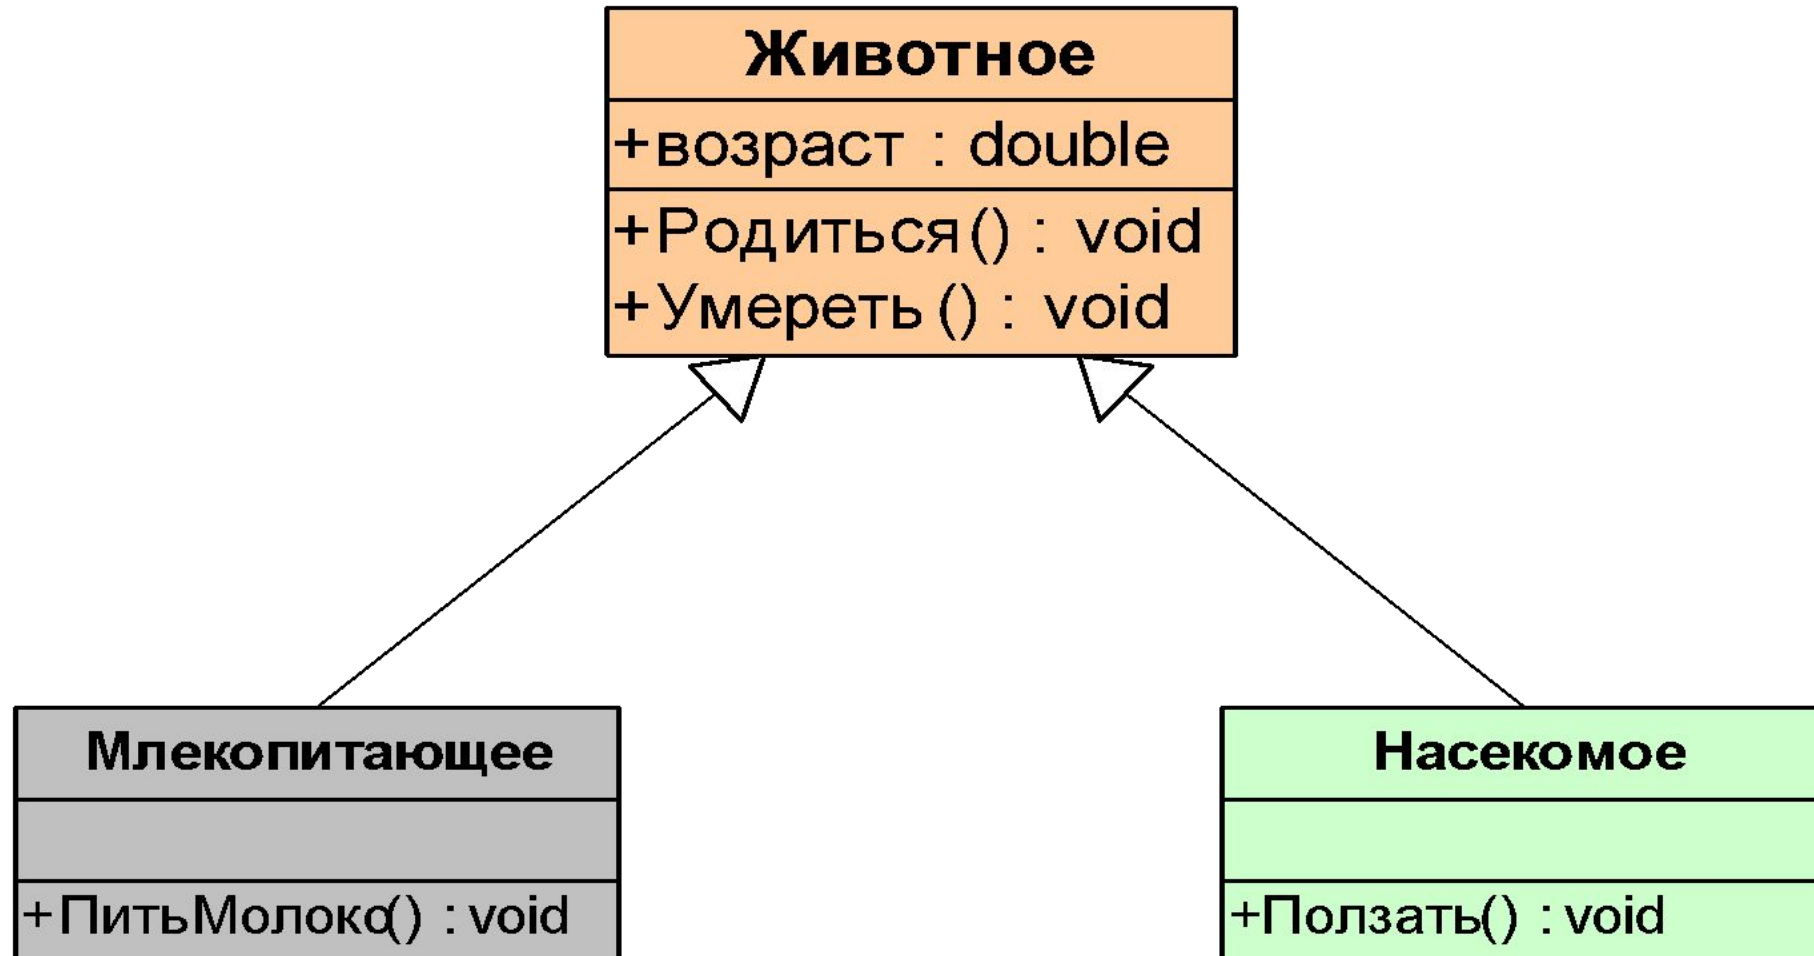 Животное
+возраст : double
+Родиться() : void
+Умереть() : void
Млекопитающее
+ПитьМолоко() : void
Насекомое
+Ползать() : void